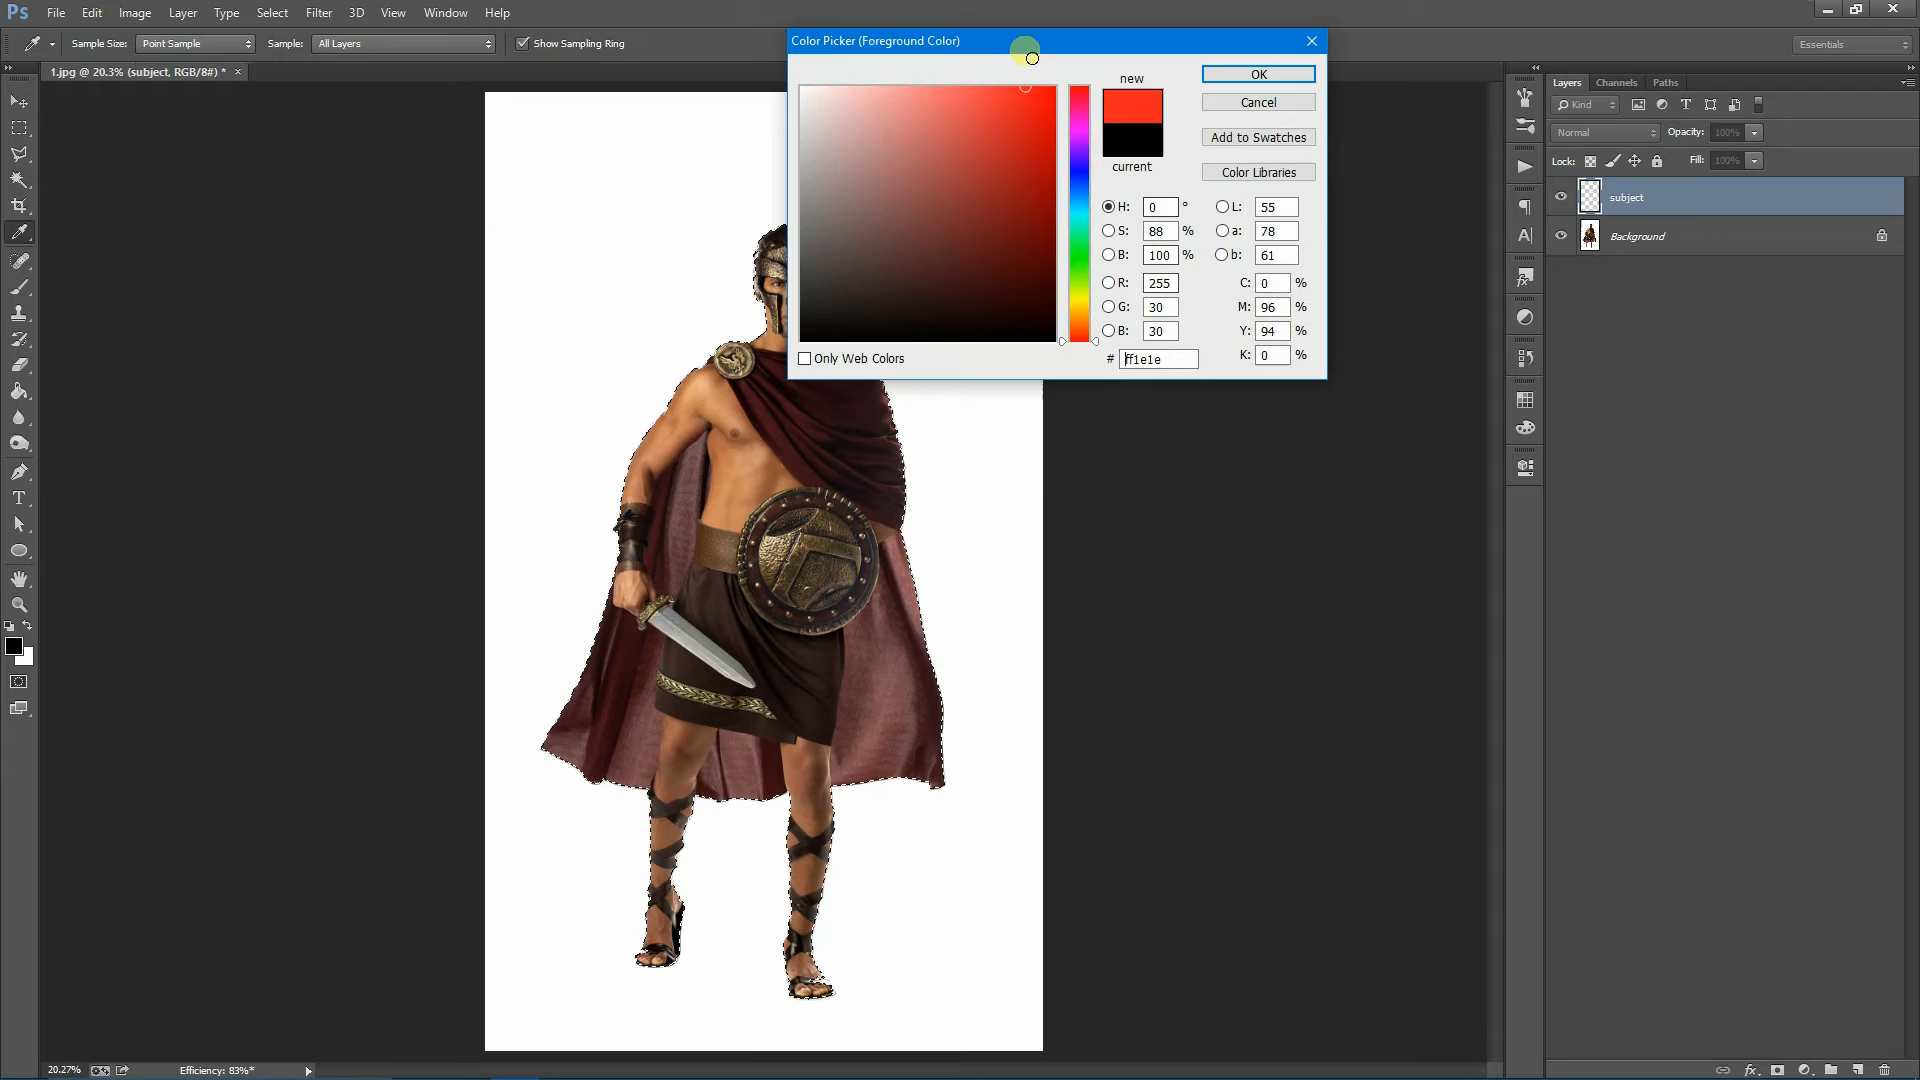 Ps File Edit Image Layer Type Select Filter 3D View Window Help
Sample Size: Point Sample Sample: All Layers Show Sampling Ring Essentials
1.jpg @ 20.3% (subject, RGB/8#) * ×
Color Picker (Foreground Color)
new
current
OK
Cancel
Add to Swatches
Color Libraries
H: 0 ° L: 55
S: 88 % a: 78
B: 100 % b: 61
R: 255 C: 0 %
G: 30 M: 96 %
B: 30 Y: 94 %
# ff1e1e K: 0 %
Only Web Colors
Layers Channels Paths
Kind
Normal Opacity: 100%
Lock: Fill: 100%
subject
Background
20.27% Efficiency: 83%*